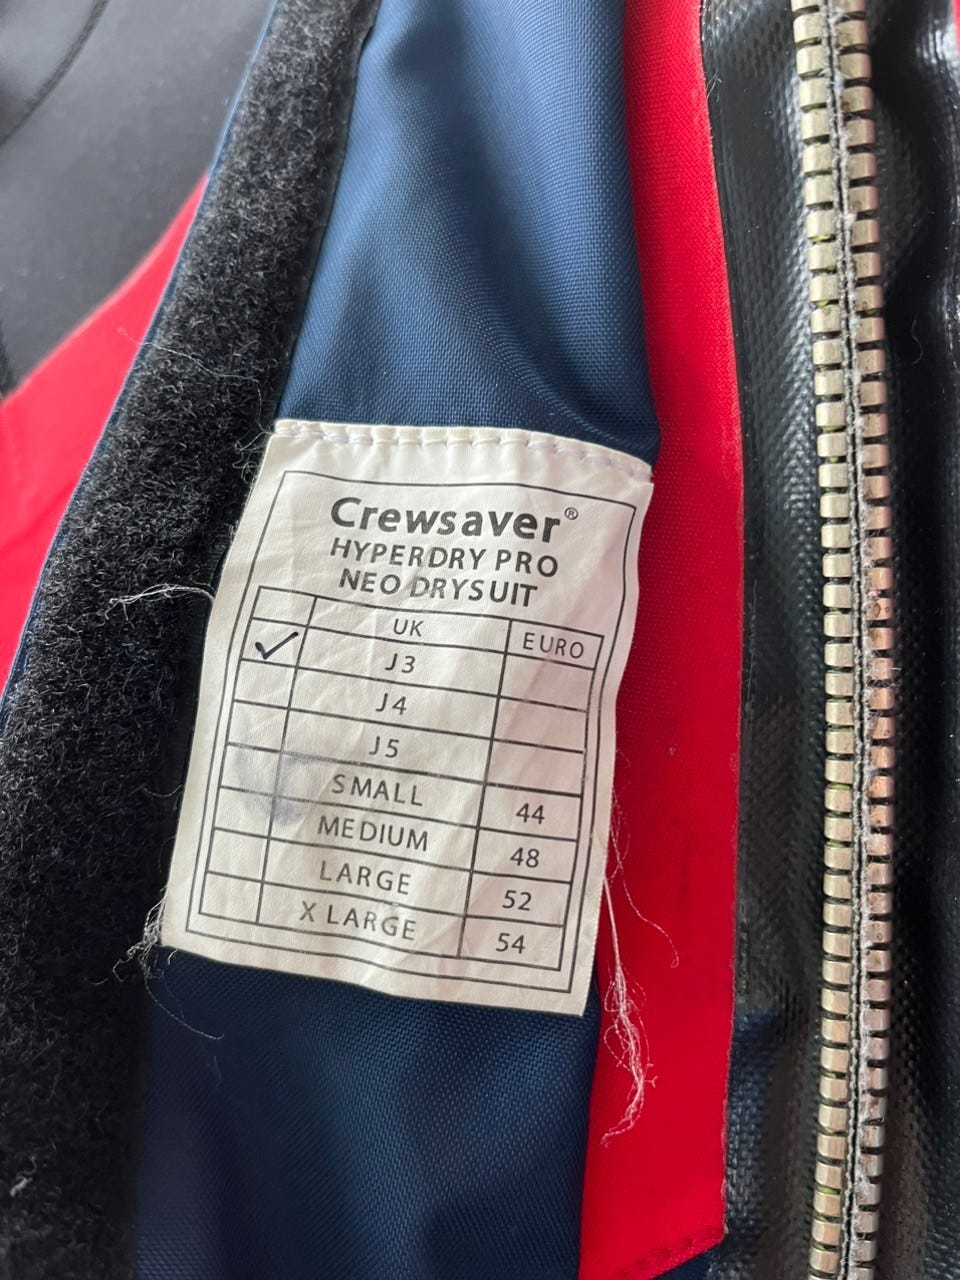 Crewsaver®
HYPERDRY PRO
NEO DRYSUIT
UK EURO
✓ J3
J4
J5
SMALL 44
MEDIUM 48
LARGE 52
X LARGE 54